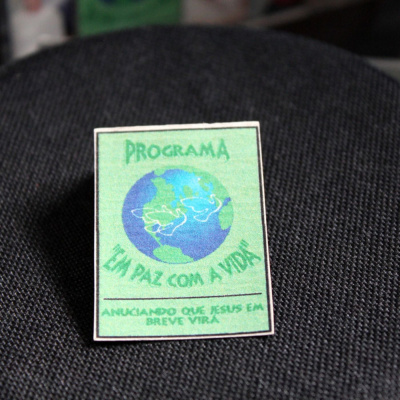 PROGRAMA
"EM PAZ COM A VIDA"
ANUCIANDO QUE JESUS EM
BREVE VIRÁ